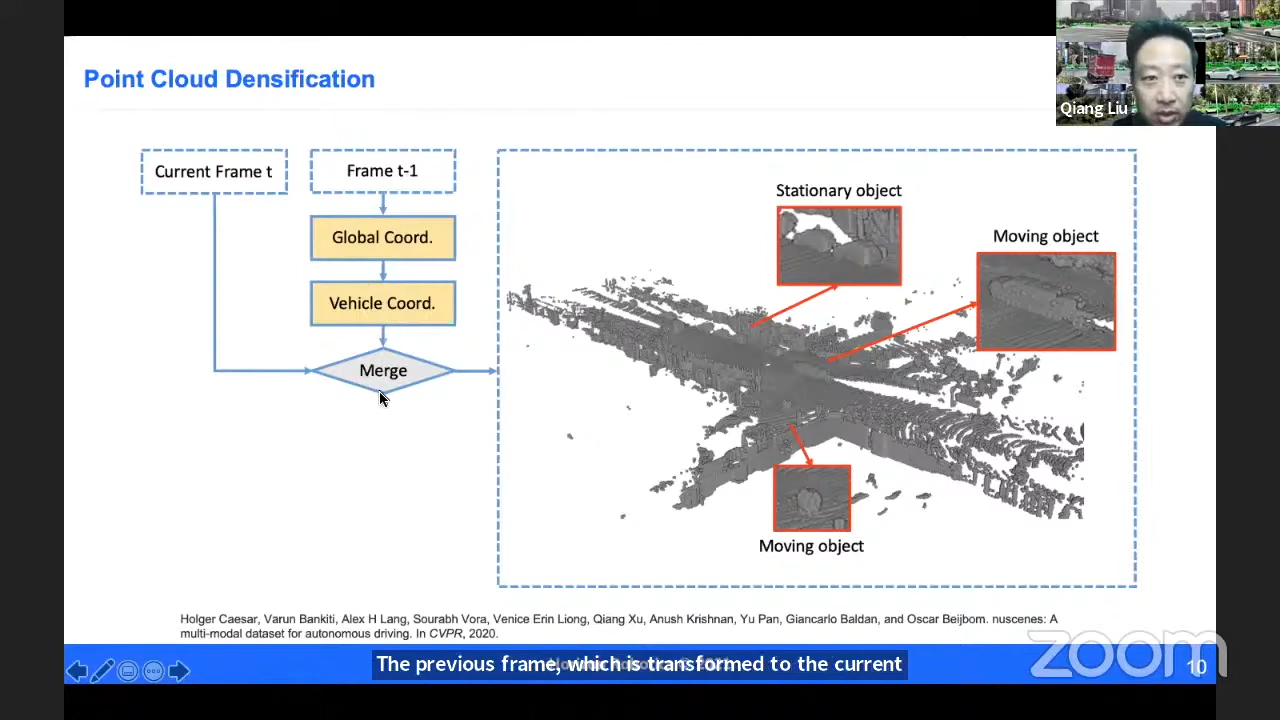 Point Cloud Densification
Qiang Liu
Current Frame t
Frame t-1
Global Coord.
Vehicle Coord.
Merge
Stationary object
Moving object
Moving object
Holger Caesar, Varun Bankiti, Alex H Lang, Sourabh Vora, Venice Erin Liong, Qiang Xu, Anush Krishnan, Yu Pan, Giancarlo Baldan, and Oscar Beijbom. nuscenes: A
multi-modal dataset for autonomous driving. In CVPR, 2020.
The previous frame, which is transformed to the current
zoom
10